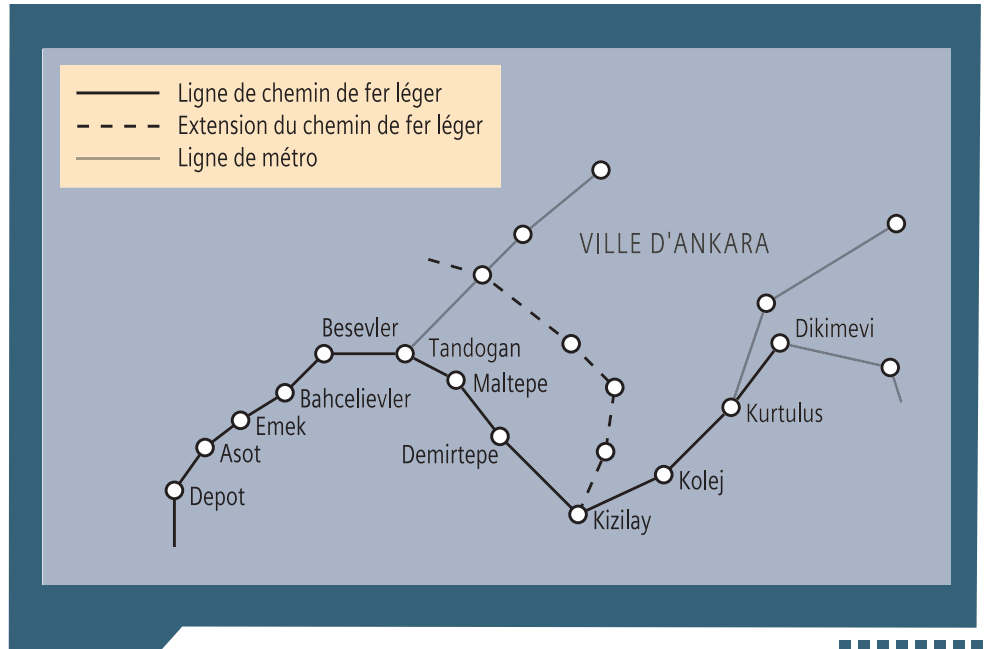 Ligne de chemin de fer léger
Extension du chemin de fer léger
Ligne de métro
VILLE D'ANKARA
Besevler
Tandogan
Dikimevi
Maltepe
Bahcelievler
Kurtulus
Emek
Asot
Demirtepe
Kolej
Depot
Kizilay